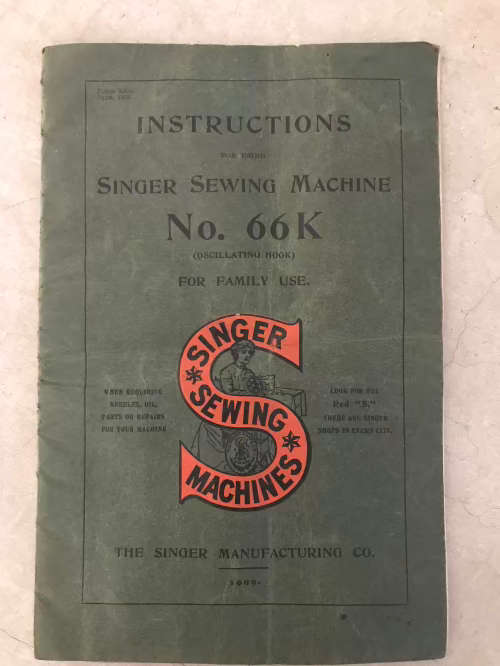 INSTRUCTIONS
FOR USING
SINGER SEWING MACHINE
No. 66K
(OSCILLATING HOOK)
FOR FAMILY USE.
SINGER
SEWING
MACHINES
WHEN REQUIRING
NEEDLES, OIL,
PARTS OR REPAIRS
FOR YOUR MACHINE
LOOK FOR THE
Red "S."
THERE ARE SINGER
SHOPS IN EVERY CITY.
THE SINGER MANUFACTURING CO.